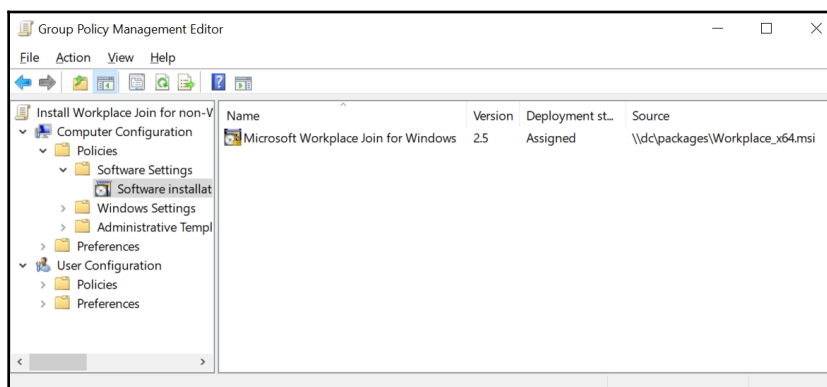 Group Policy Management Editor
File Action View Help
Install Workplace Join for non-V
Computer Configuration
Policies
Software Settings
Software installat
Windows Settings
Administrative Templ
Preferences
User Configuration
Policies
Preferences
Name Version Deployment st... Source
Microsoft Workplace Join for Windows 2.5 Assigned \\dc\packages\Workplace_x64.msi